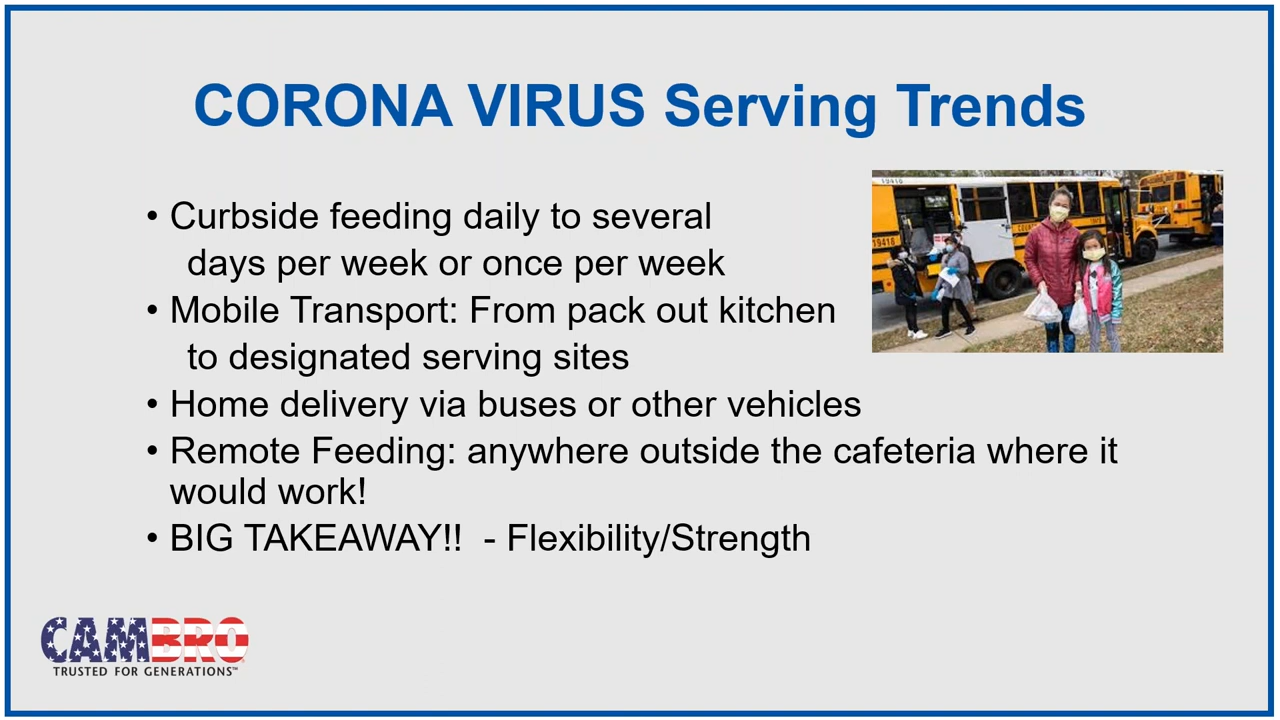 CORONA VIRUS Serving Trends
• Curbside feeding daily to several
days per week or once per week
• Mobile Transport: From pack out kitchen
to designated serving sites
• Home delivery via buses or other vehicles
• Remote Feeding: anywhere outside the cafeteria where it
would work!
• BIG TAKEAWAY!!  - Flexibility/Strength
19416
19416
CAMBRO
TRUSTED FOR GENERATIONS™